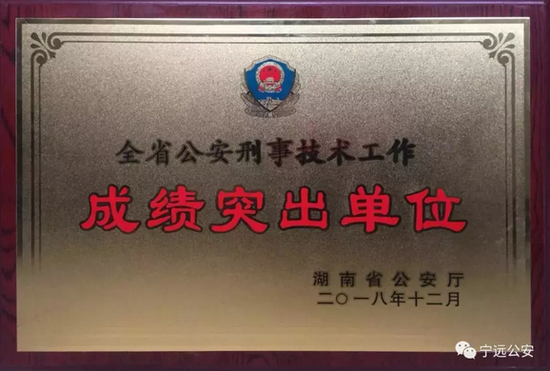 全省公安刑事技术工作
成绩突出单位
湖南省公安厅
二〇一八年十二月
宁远公安